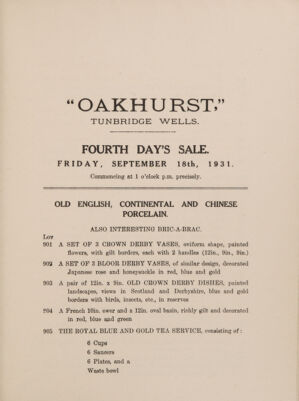 "OAKHURST,"
TUNBRIDGE WELLS.
FOURTH DAY'S SALE.
FRIDAY, SEPTEMBER 18th, 1931.
Commencing at 1 o'clock p.m. precisely.
OLD ENGLISH, CONTINENTAL AND CHINESE
PORCELAIN.
ALSO INTERESTING BRIC-A-BRAC.
Lot
901 A SET OF 3 CROWN DERBY VASES, oviform shape, painted
flowers, with gilt borders, each with 2 handles (12in., 9in., 9in.)
902 A SET OF 3 BLOOR DERBY VASES, of similar design, decorated
Japanese rose and honeysuckle in red, blue and gold
903 A pair of 12in. x 9in. OLD CROWN DERBY DISHES, painted
landscapes, views in Scotland and Derbyshire, blue and gold
borders with birds, insects, etc., in reserves
904 A French 10in. ewer and a 12in. oval basin, richly gilt and decorated
in red, blue and green
905 THE ROYAL BLUE AND GOLD TEA SERVICE, consisting of:
6 Cups
6 Saucers
6 Plates, and a
Waste bowl